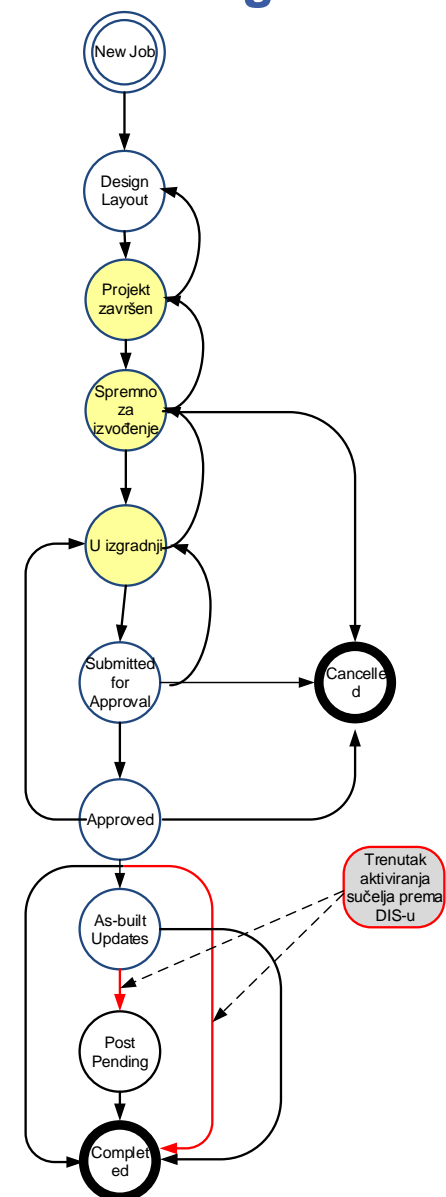 New Job
Design
Layout
Projekt
završen
Spremno
za
izvođenje
U izgradnji
Submitted
for
Approval
Cancelle
d
Approved
Trenutak
aktiviranja
sučelja prema
DIS-u
As-built
Updates
Post
Pending
Complet
ed